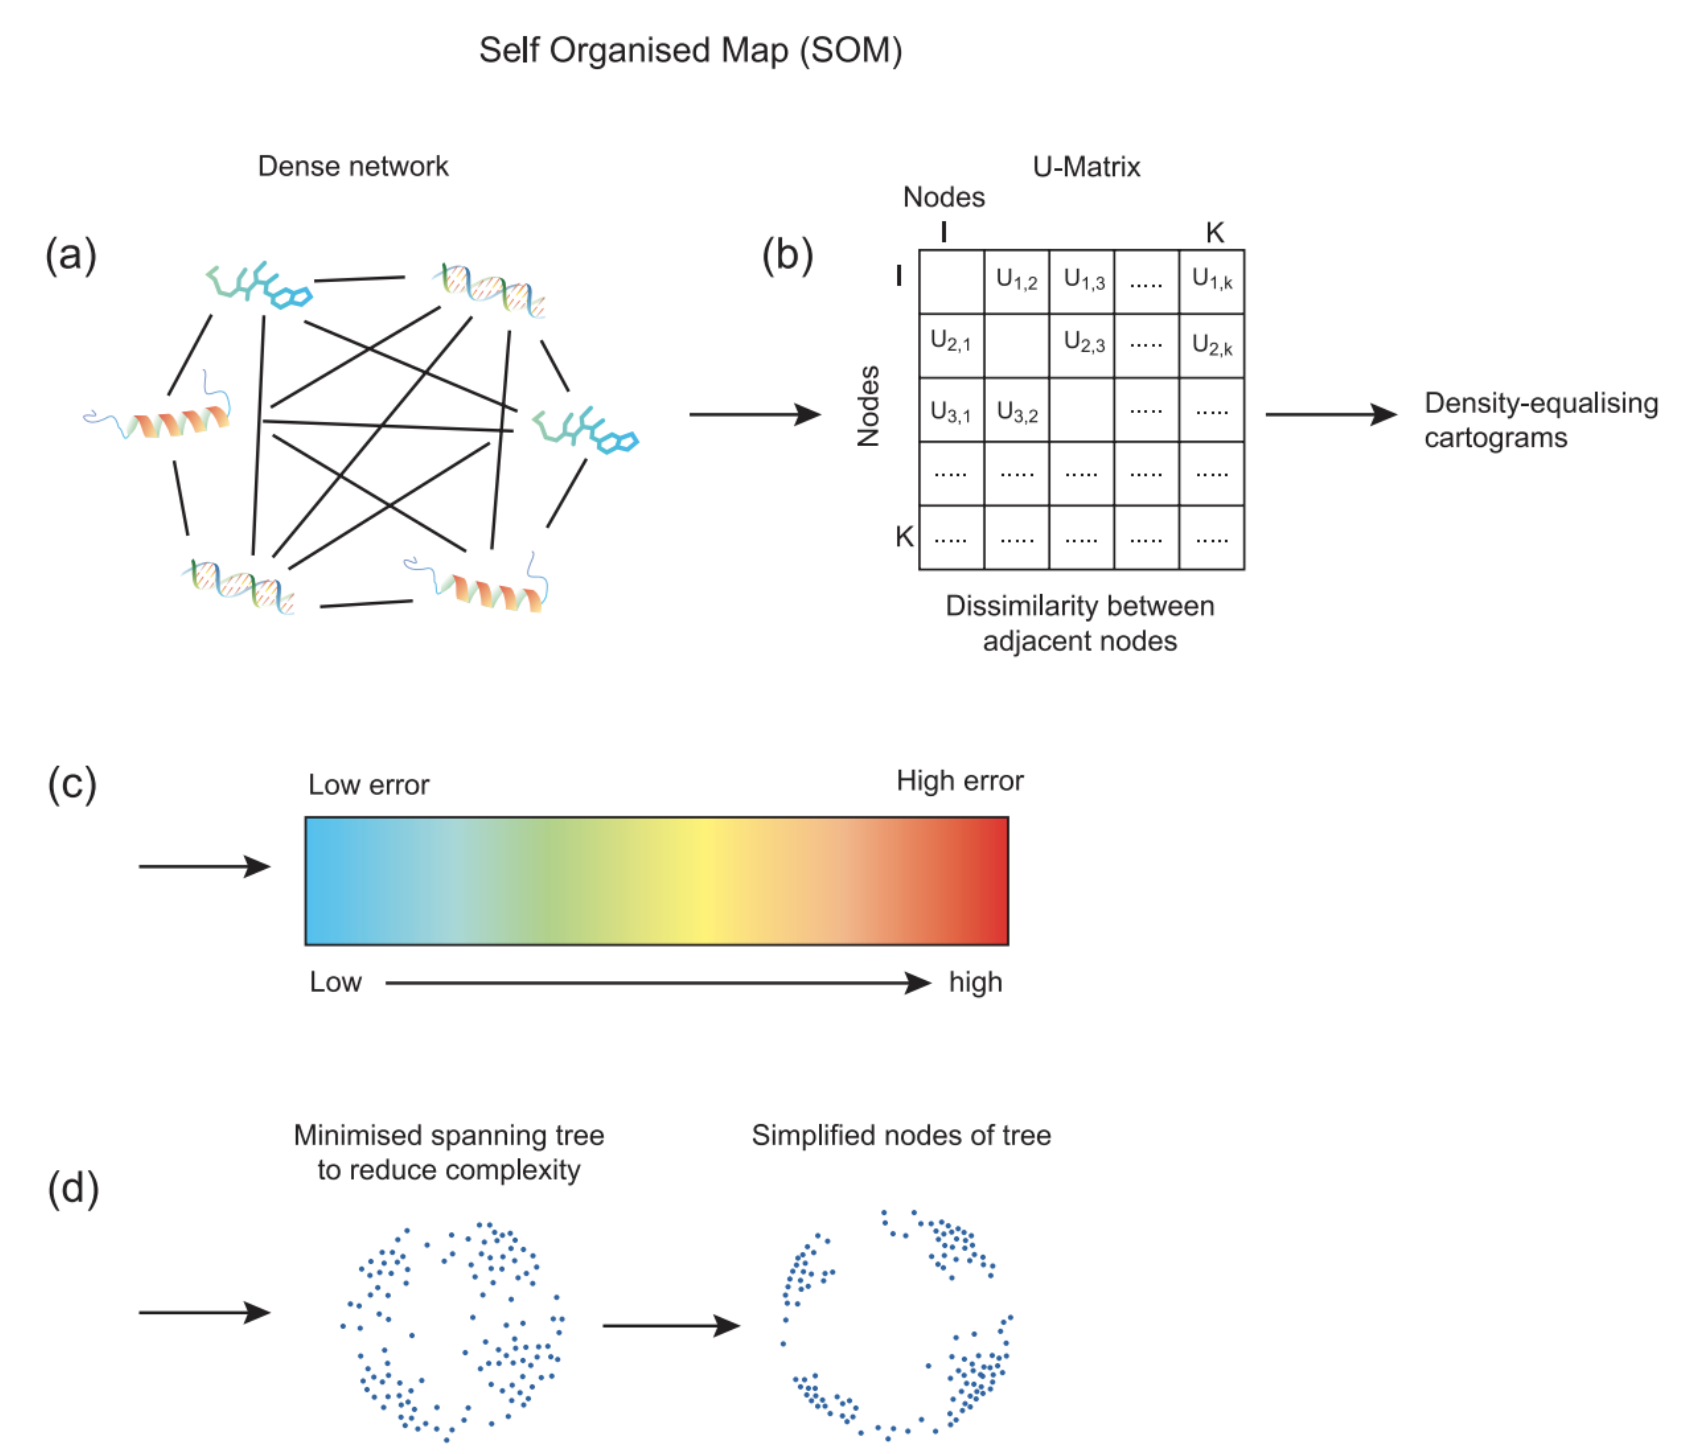 Self Organised Map (SOM)
Dense network
U-Matrix
Nodes
I K
(a)
(b)
Nodes
I U1,2 U1,3 ..... U1,k
U2,1 U2,3 ..... U2,k
U3,1 U3,2 ..... .....
..... ..... ..... ..... .....
K ..... ..... ..... ..... .....
Density-equalising
cartograms
Dissimilarity between
adjacent nodes
(c)
Low error High error
Low high
(d)
Minimised spanning tree
to reduce complexity
Simplified nodes of tree